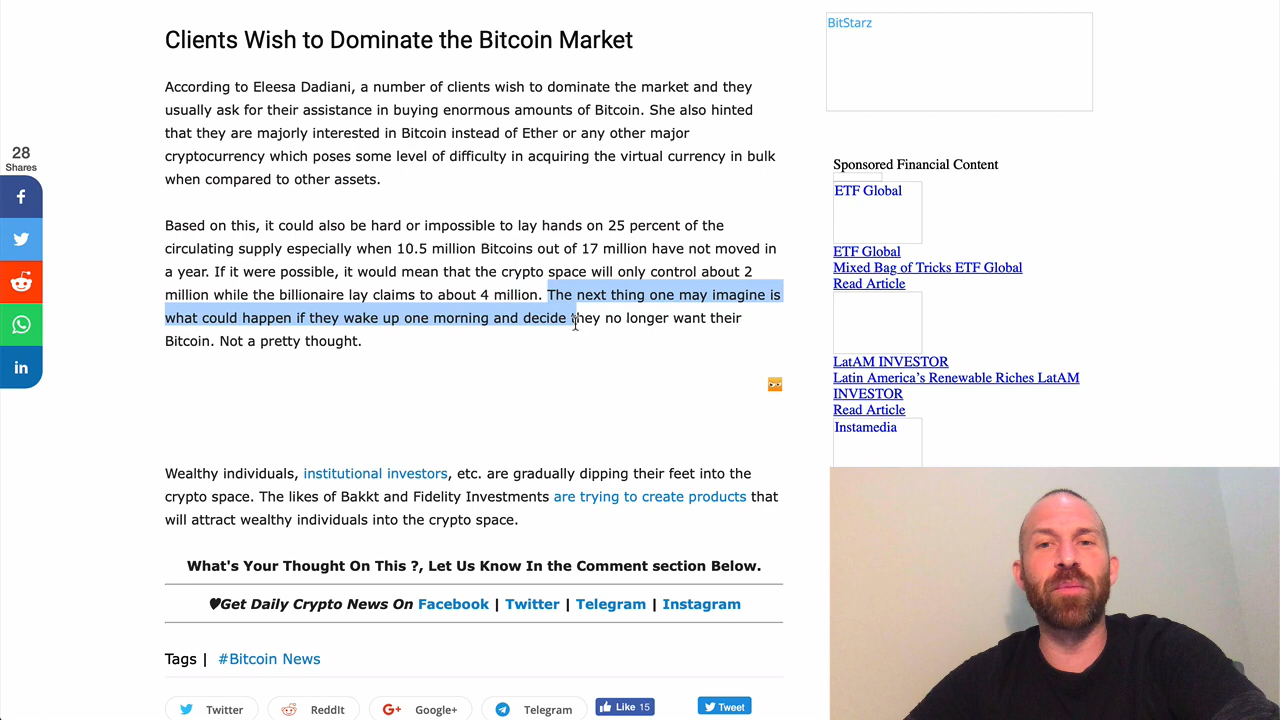 Clients Wish to Dominate the Bitcoin Market
According to Eleesa Dadiani, a number of clients wish to dominate the market and they
usually ask for their assistance in buying enormous amounts of Bitcoin. She also hinted
that they are majorly interested in Bitcoin instead of Ether or any other major
cryptocurrency which poses some level of difficulty in acquiring the virtual currency in bulk
when compared to other assets.
Based on this, it could also be hard or impossible to lay hands on 25 percent of the
circulating supply especially when 10.5 million Bitcoins out of 17 million have not moved in
a year. If it were possible, it would mean that the crypto space will only control about 2
million while the billionaire lay claims to about 4 million. The next thing one may imagine is
what could happen if they wake up one morning and decide they no longer want their
Bitcoin. Not a pretty thought.
Wealthy individuals, institutional investors, etc. are gradually dipping their feet into the
crypto space. The likes of Bakkt and Fidelity Investments are trying to create products that
will attract wealthy individuals into the crypto space.
What's Your Thought On This ?, Let Us Know In the Comment section Below.
♥Get Daily Crypto News On Facebook | Twitter | Telegram | Instagram
Tags | #Bitcoin News
Twitter
ReddIt
Google+
Telegram
Like 15
Tweet
28
Shares
BitStarz
Sponsored Financial Content
ETF Global
ETF Global
Mixed Bag of Tricks ETF Global
Read Article
LatAM INVESTOR
Latin America’s Renewable Riches LatAM
INVESTOR
Read Article
Instamedia